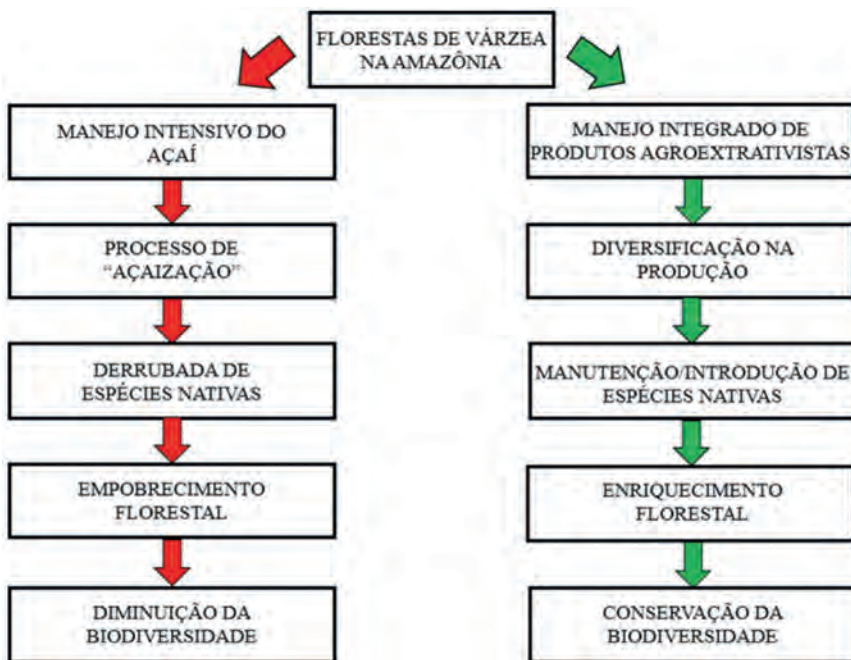 FLORESTAS DE VÁRZEA
NA AMAZÔNIA
MANEJO INTENSIVO DO
AÇAÍ
PROCESSO DE
“AÇAIZAÇÃO”
DERRUBADA DE
ESPÉCIES NATIVAS
EMPOBRECIMENTO
FLORESTAL
DIMINUIÇÃO DA
BIODIVERSIDADE
MANEJO INTEGRADO DE
PRODUTOS AGROEXTRATIVISTAS
DIVERSIFICAÇÃO NA
PRODUÇÃO
MANUTENÇÃO/INTRODUÇÃO DE
ESPÉCIES NATIVAS
ENRIQUECIMENTO
FLORESTAL
CONSERVAÇÃO DA
BIODIVERSIDADE